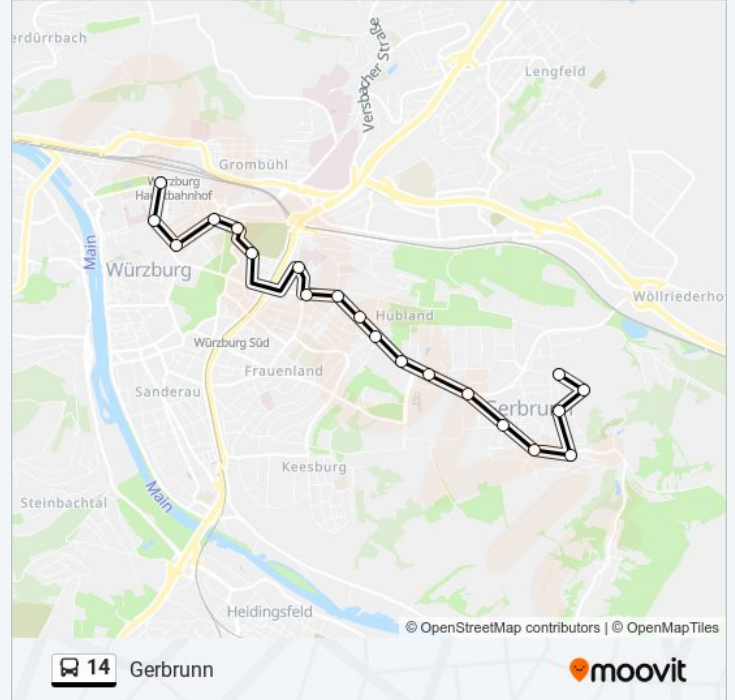 erdürrbach
Versbacher Straße
Lengfeld
Grombühl
Würzburg
Hauptbahnhof
Main
Würzburg
Wöllriederho
Hubland
Würzburg Süd
Frauenland
Sanderau
Gerbrunn
Keesburg
Steinbachtal
Main
Heidingsfeld
© OpenStreetMap contributors | © OpenMapTiles
14 Gerbrunn
moovit